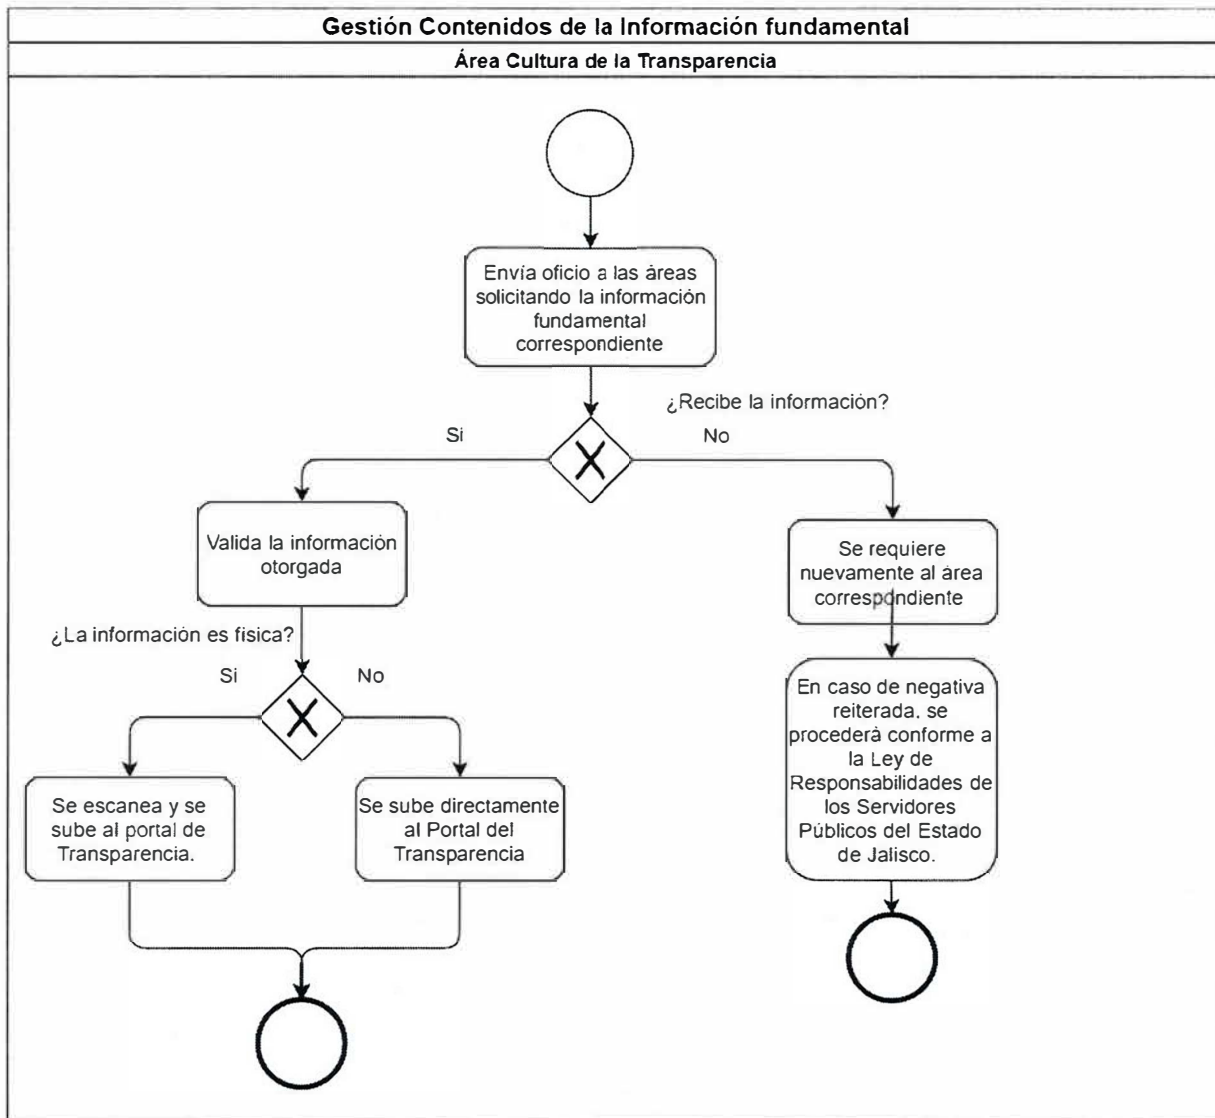 Gestión Contenidos de la Información fundamental
Área Cultura de la Transparencia
Envía oficio a las áreas
solicitando la información
fundamental
correspondiente
¿Recibe la información?
Si
No
Valida la información
otorgada
Se requiere
nuevamente al área
correspondiente
¿La información es física?
Si
No
En caso de negativa
reiterada, se
procederá conforme a
la Ley de
Responsabilidades de
los Servidores
Públicos del Estado
de Jalisco.
Se escanea y se
sube al portal de
Transparencia.
Se sube directamente
al Portal del
Transparencia